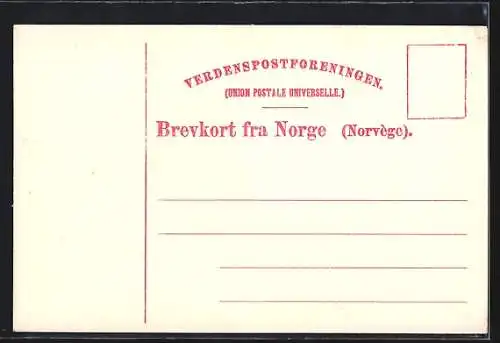 VERDENSPOSTFORENINGEN.
(UNION POSTALE UNIVERSELLE.)
Brevkort fra Norge (Norvège).